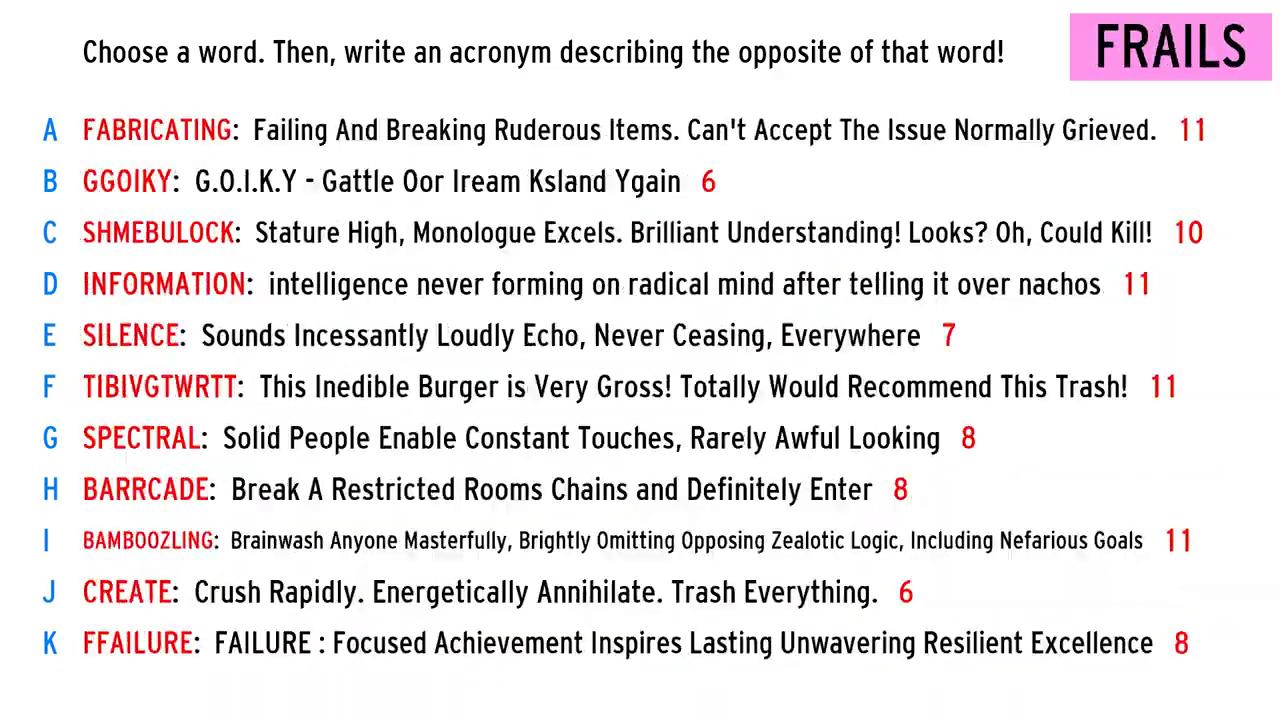 Choose a word. Then, write an acronym describing the opposite of that word!
FRAILS
A FABRICATING: Failing And Breaking Ruderous Items. Can't Accept The Issue Normally Grieved. 11
B GGOIKY: G.O.I.K.Y - Gattle Oor Iream Ksland Ygain 6
C SHMEBULOCK: Stature High, Monologue Excels. Brilliant Understanding! Looks? Oh, Could Kill! 10
D INFORMATION: intelligence never forming on radical mind after telling it over nachos 11
E SILENCE: Sounds Incessantly Loudly Echo, Never Ceasing, Everywhere 7
F TIBIVGTWRTT: This Inedible Burger is Very Gross! Totally Would Recommend This Trash! 11
G SPECTRAL: Solid People Enable Constant Touches, Rarely Awful Looking 8
H BARRCADE: Break A Restricted Rooms Chains and Definitely Enter 8
I BAMBOOZLING: Brainwash Anyone Masterfully, Brightly Omitting Opposing Zealotic Logic, Including Nefarious Goals 11
J CREATE: Crush Rapidly. Energetically Annihilate. Trash Everything. 6
K FFAILURE: FAILURE : Focused Achievement Inspires Lasting Unwavering Resilient Excellence 8